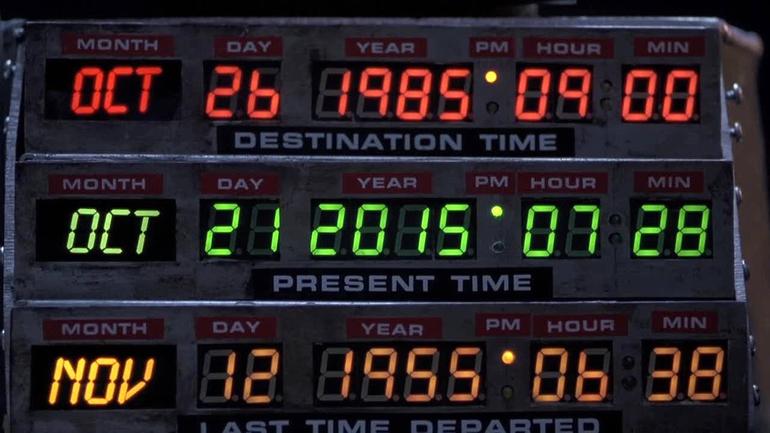 MONTH DAY YEAR PM HOUR MIN
OCT 26 1985 09 00
DESTINATION TIME
MONTH DAY YEAR PM HOUR MIN
OCT 21 2015 07 28
PRESENT TIME
MONTH DAY YEAR PM HOUR MIN
NOV 12 1955 06 38
LAST TIME DEPARTED